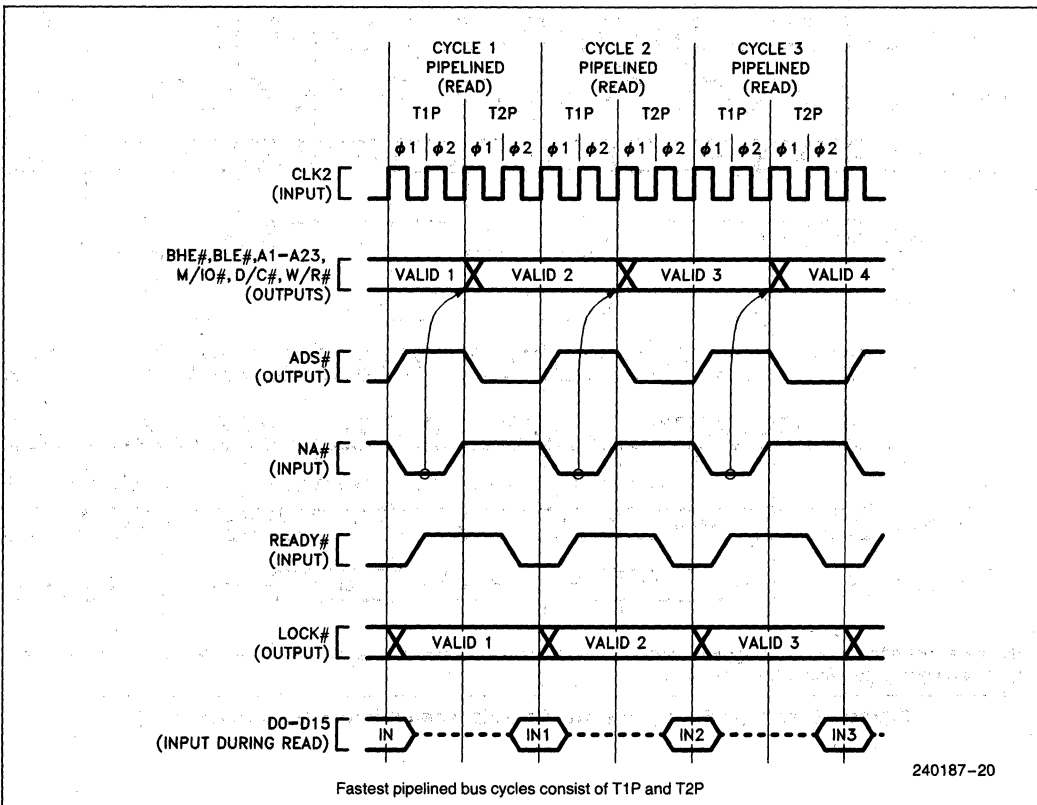 CYCLE 1 CYCLE 2 CYCLE 3
PIPELINED PIPELINED PIPELINED
(READ) (READ) (READ)
T1P T2P T1P T2P T1P T2P
ϕ1 ϕ2 ϕ1 ϕ2 ϕ1 ϕ2 ϕ1 ϕ2 ϕ1 ϕ2 ϕ1 ϕ2
CLK2
(INPUT)
BHE#,BLE#,A1–A23,
M/IO#,D/C#,W/R#
(OUTPUTS)
VALID 1 VALID 2 VALID 3 VALID 4
ADS#
(OUTPUT)
NA#
(INPUT)
READY#
(INPUT)
LOCK#
(OUTPUT)
VALID 1 VALID 2 VALID 3
D0–D15
(INPUT DURING READ)
IN IN1 IN2 IN3
240187–20
Fastest pipelined bus cycles consist of T1P and T2P